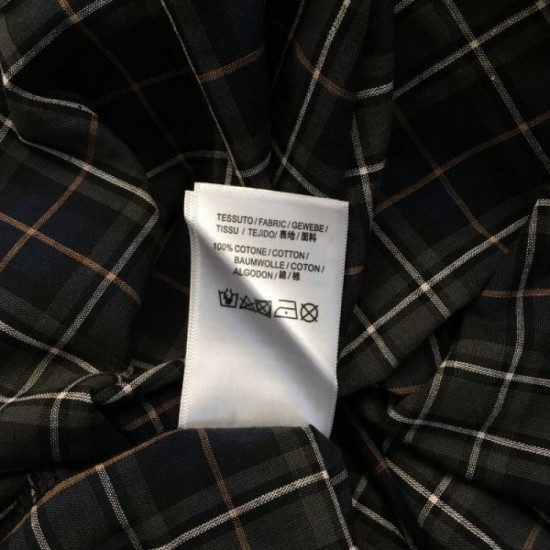 TESSUTO / FABRIC / GEWEBE /
TISSU / TEJIDO / 表地 / 面料
100% COTONE / COTTON /
BAUMWOLLE / COTON /
ALGODON / 綿 / 棉